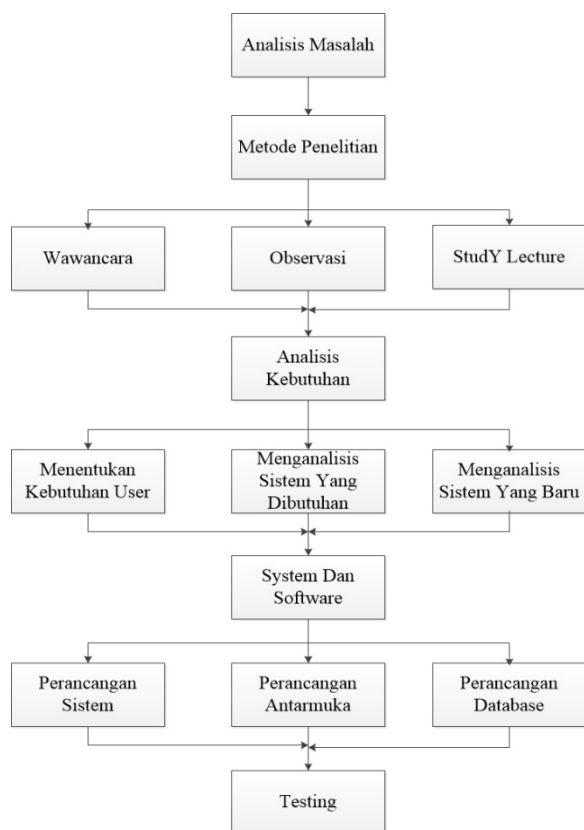 Analisis Masalah
Metode Penelitian
Wawancara
Observasi
StudY Lecture
Analisis
Kebutuhan
Menentukan
Kebutuhan User
Menganalisis
Sistem Yang
Dibutuhan
Menganalisis
Sistem Yang Baru
System Dan
Software
Perancangan
Sistem
Perancangan
Antarmuka
Perancangan
Database
Testing